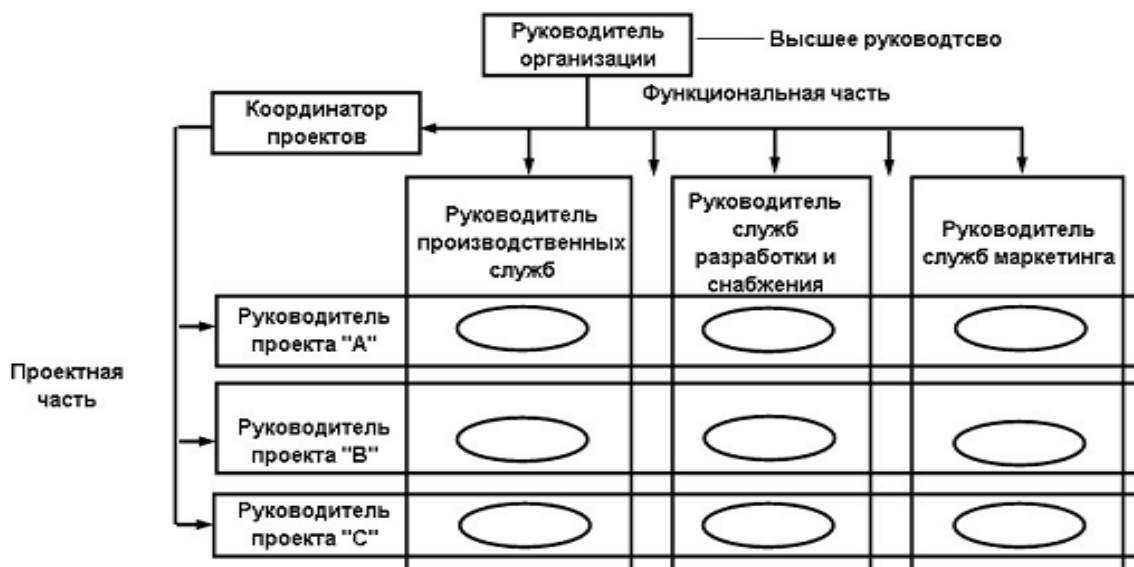 Руководитель
организации
Высшее руководтсво
Функциональная часть
Координатор
проектов
Руководитель
производственных
служб
Руководитель
служб
разработки и
снабжения
Руководитель
служб маркетинга
Проектная
часть
Руководитель
проекта "А"
Руководитель
проекта "В"
Руководитель
проекта "С"